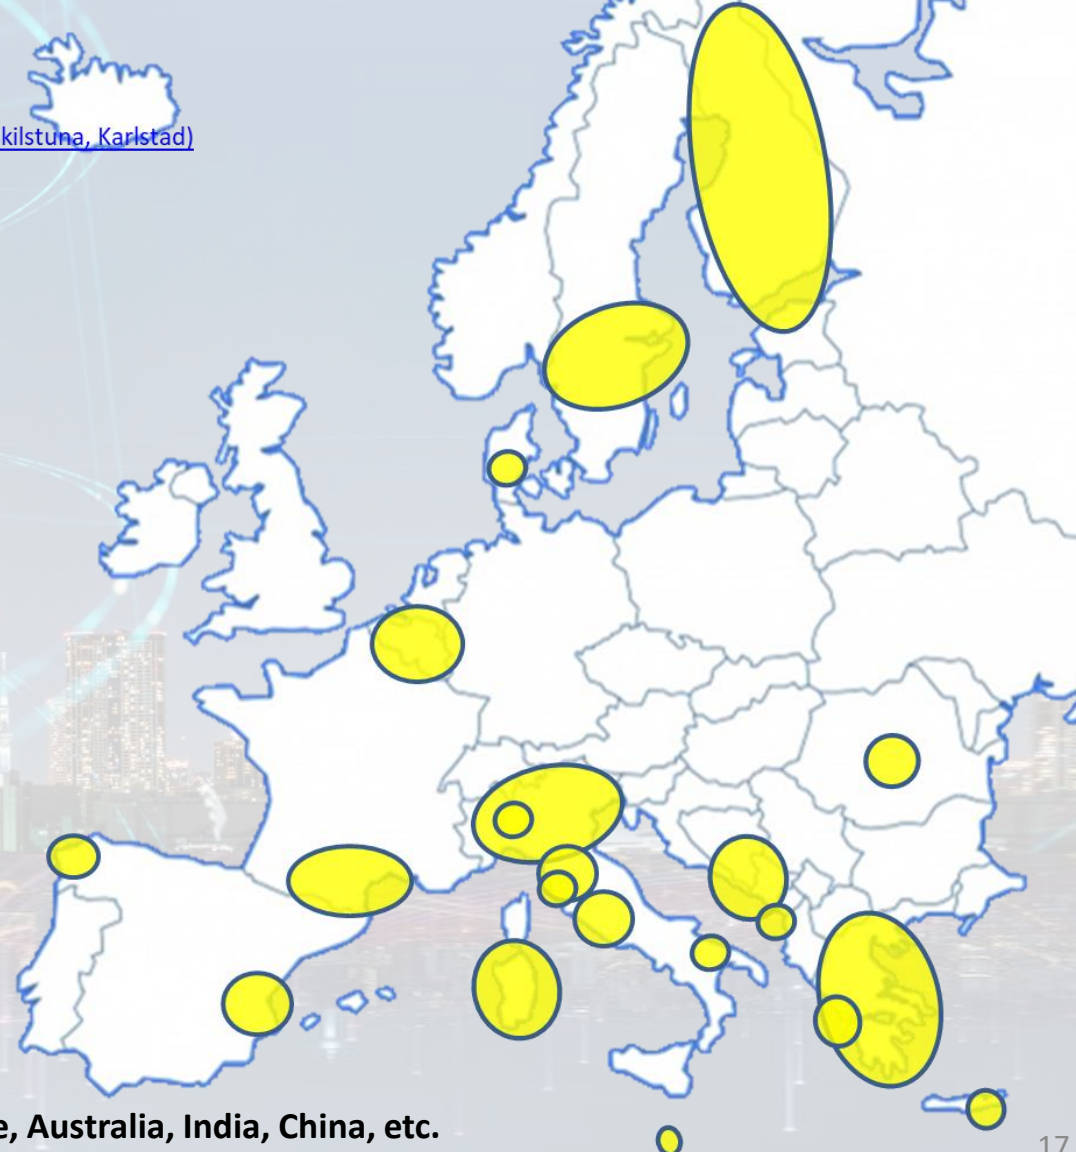 kilstuna, Karlstad)
e, Australia, India, China, etc.
17